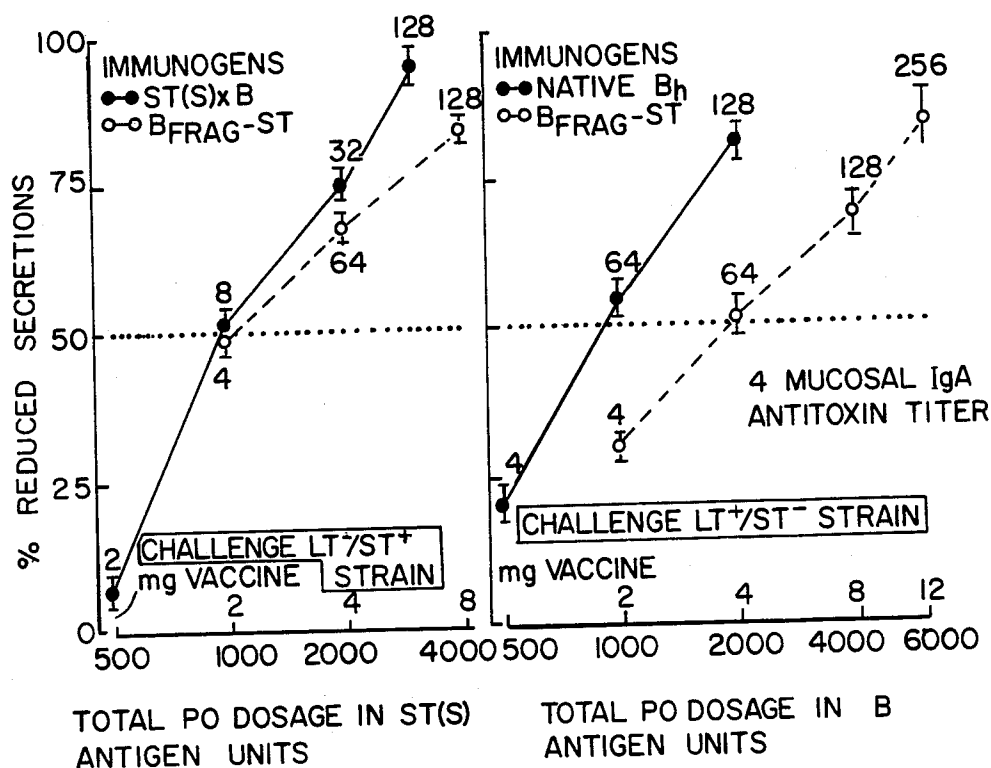 % REDUCED SECRETIONS
100
75
50
25
0
IMMUNOGENS
ST(S)xB
BFRAG-ST
128
128
32
64
8
4
2
CHALLENGE LT-/ST+
STRAIN
mg VACCINE
2 4 8
500 1000 2000 4000
TOTAL PO DOSAGE IN ST(S)
ANTIGEN UNITS
IMMUNOGENS
NATIVE Bh
BFRAG-ST
256
128
128
64
64
4
4
4 MUCOSAL IgA
ANTITOXIN TITER
CHALLENGE LT+/ST- STRAIN
mg VACCINE
2 4 8 12
500 1000 2000 4000 6000
TOTAL PO DOSAGE IN B
ANTIGEN UNITS